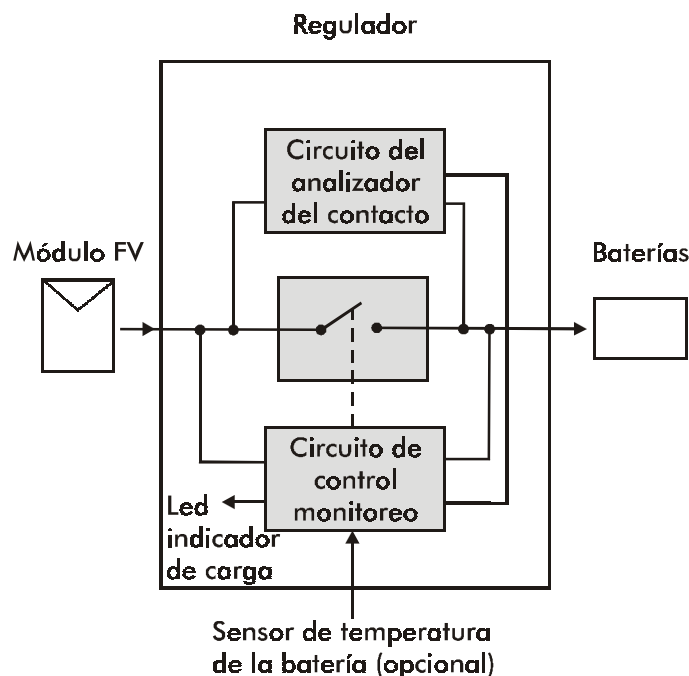 Regulador
Circuito del
analizador
del contacto
Módulo FV
Baterías
Circuito de
control
monitoreo
Led
indicador
de carga
Sensor de temperatura
de la batería (opcional)